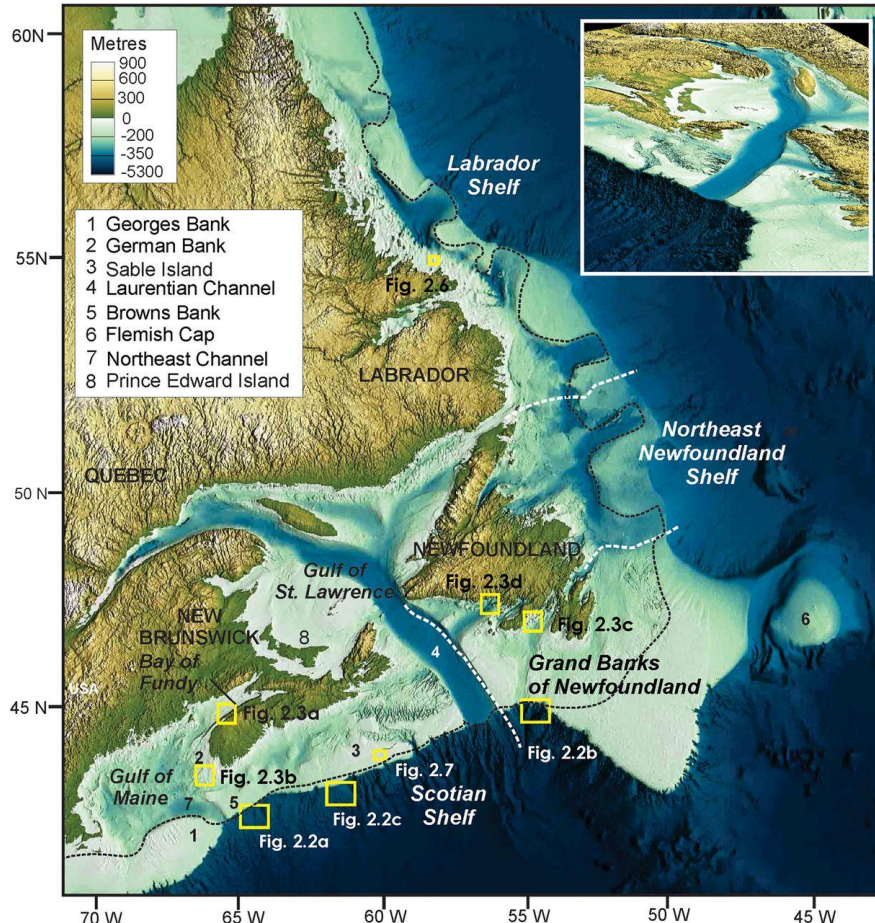 60 N
Metres
900
600
300
0
-200
-350
-5300
Labrador
Shelf
1 Georges Bank
2 German Bank
3 Sable Island
4 Laurentian Channel
5 Browns Bank
6 Flemish Cap
7 Northeast Channel
8 Prince Edward Island
55N
Fig. 2.6
LABRADOR
Northeast
Newfoundland
Shelf
QUEBEC
50 N
NEWFOUNDLAND
Gulf of
St. Lawrence
Fig. 2.3d
NEW
BRUNSWICK
Fig. 2.3c
6
8
Bay of
Fundy
4
Grand Banks
of Newfoundland
USA
45N
Fig. 2.3a
Fig. 2.2b
3
2
Gulf of
Maine
Fig. 2.3b
Fig. 2.7
Scotian
Shelf
7
5
Fig. 2.2c
1
Fig. 2.2a
70 W
65 W
60 W
55W
50 W
45 W